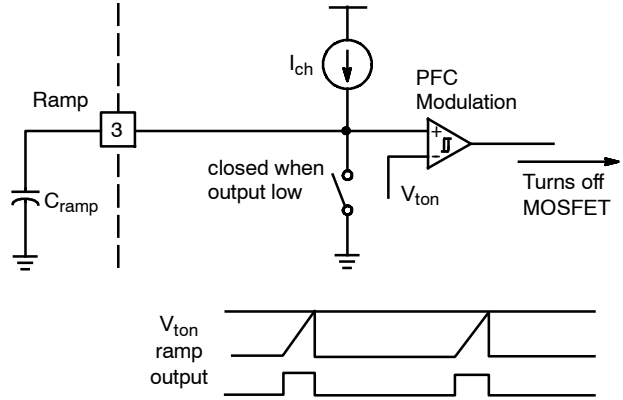 Ich
PFC
Modulation
Ramp
3
+
−
closed when
output low
Vton
Cramp
Turns off
MOSFET
Vton
ramp
output